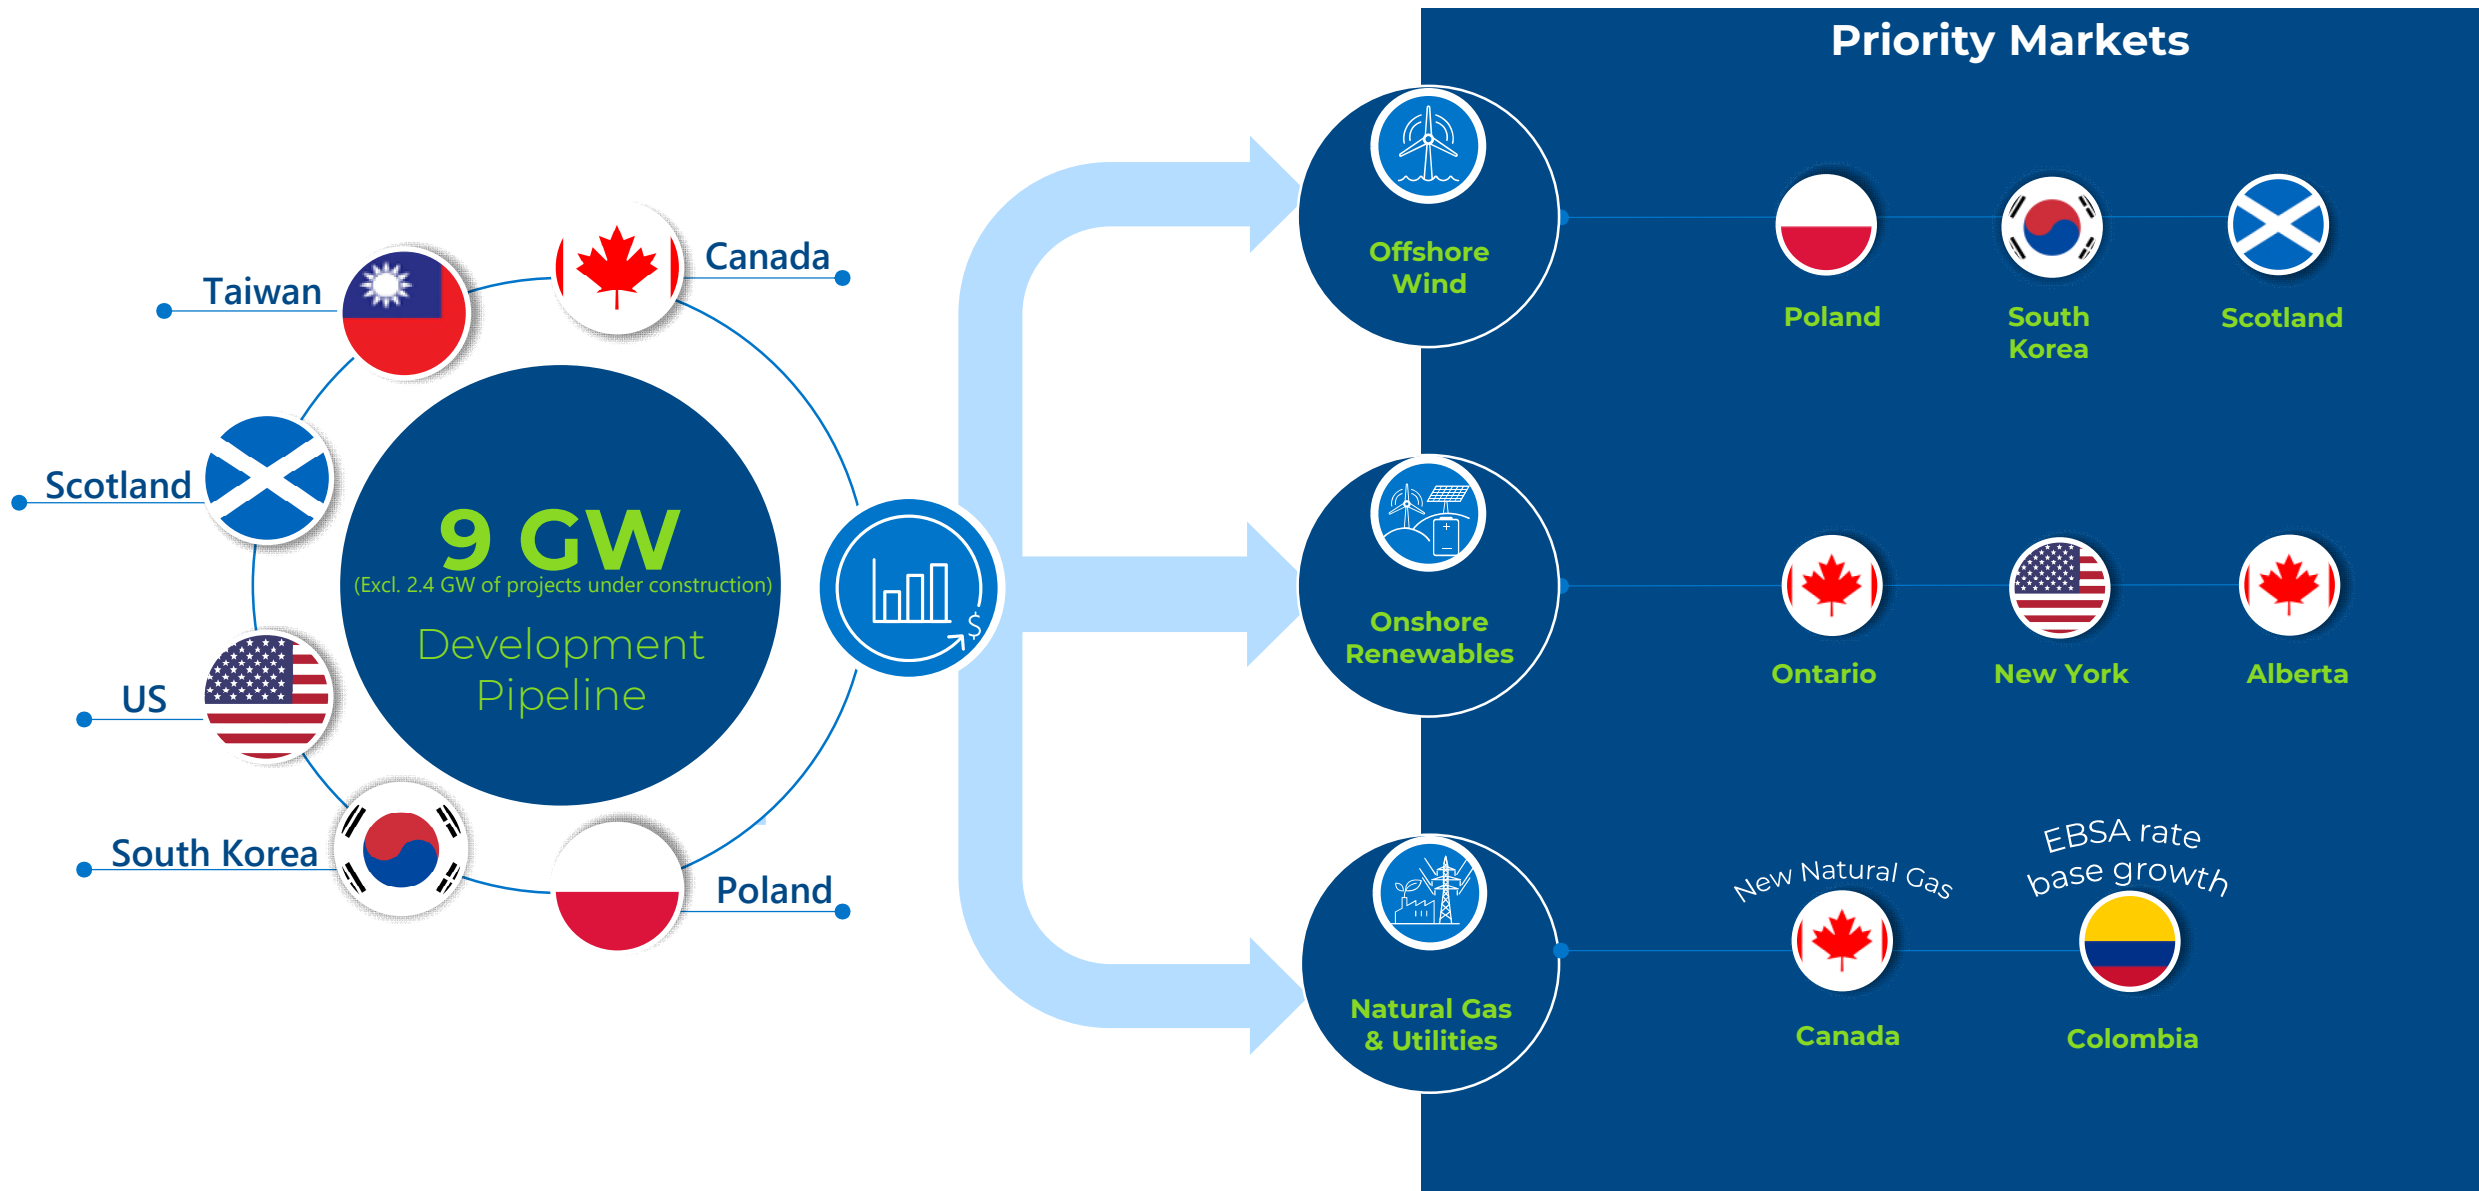 Priority Markets
Canada
Taiwan
Scotland
US
South Korea
Poland
9 GW
(Excl. 2.4 GW of projects under construction)
Development
Pipeline
$
Offshore
Wind
Poland
South
Korea
Scotland
Onshore
Renewables
Ontario
New York
Alberta
Natural Gas
& Utilities
New Natural Gas
Canada
EBSA rate
base growth
Colombia